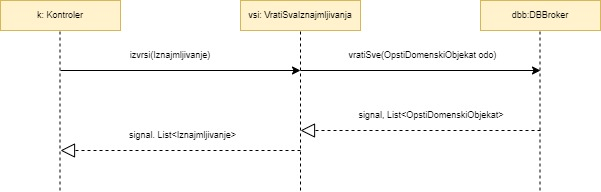 k: Kontroler
vsi: VratiSvaIznajmljivanja
dbb:DBBroker
izvrsi(Iznajmljivanje)
vratiSve(OpstiDomenskiObjekat odo)
signal, List<OpstiDomenskiObjekat>
signal. List<Iznajmljivanje>